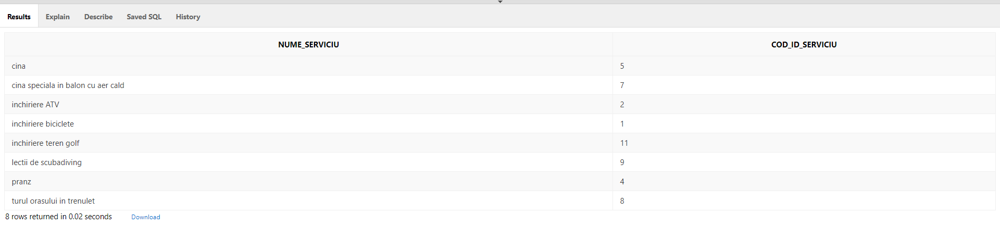 Results Explain Describe Saved SQL History
NUME_SERVICIU COD_ID_SERVICIU
cina 5
cina speciala in balon cu aer cald 7
inchiriere ATV 2
inchiriere biciclete 1
inchiriere teren golf 11
lectii de scubadiving 9
pranz 4
turul orasului in trenulet 8
8 rows returned in 0.02 seconds Download